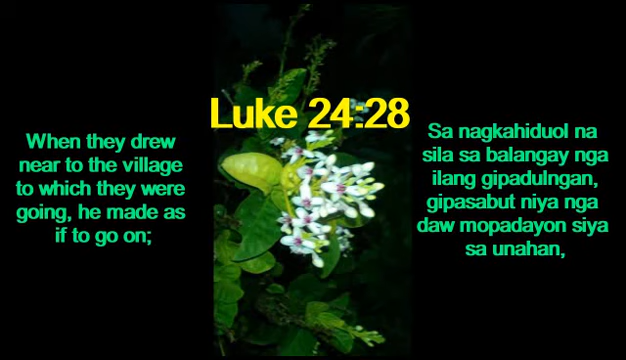 Luke 24:28
When they drew
near to the village
to which they were
going, he made as
if to go on;
Sa nagkahiduol na
sila sa balangay nga
ilang gipadulngan,
gipasabut niya nga
daw mopadayon siya
sa unahan,